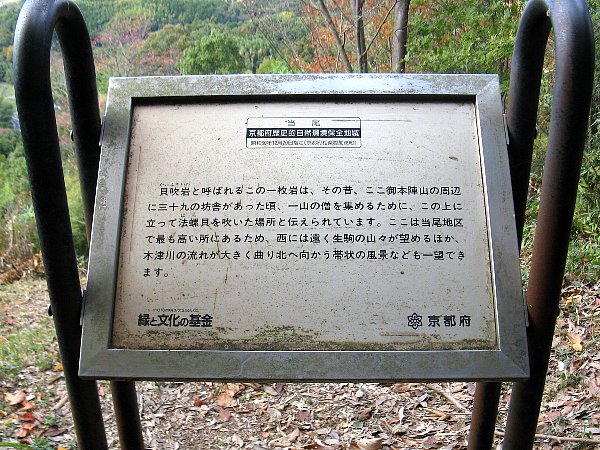 当尾
京都府歴史的自然環境保全地域
貝吹岩と呼ばれるこの一枚岩は、その昔、ここ御本陣山の周辺
に三十九の坊舎があった頃、一山の僧を集めるために、この上に
立って法螺貝を吹いた場所と伝えられています。ここは当尾地区
で最も高い所にあるため、西には遠く生駒の山々が望めるほか、
木津川の流れが大きく曲り北へ向かう帯状の風景なども一望でき
ます。
緑と文化の基金
京都府